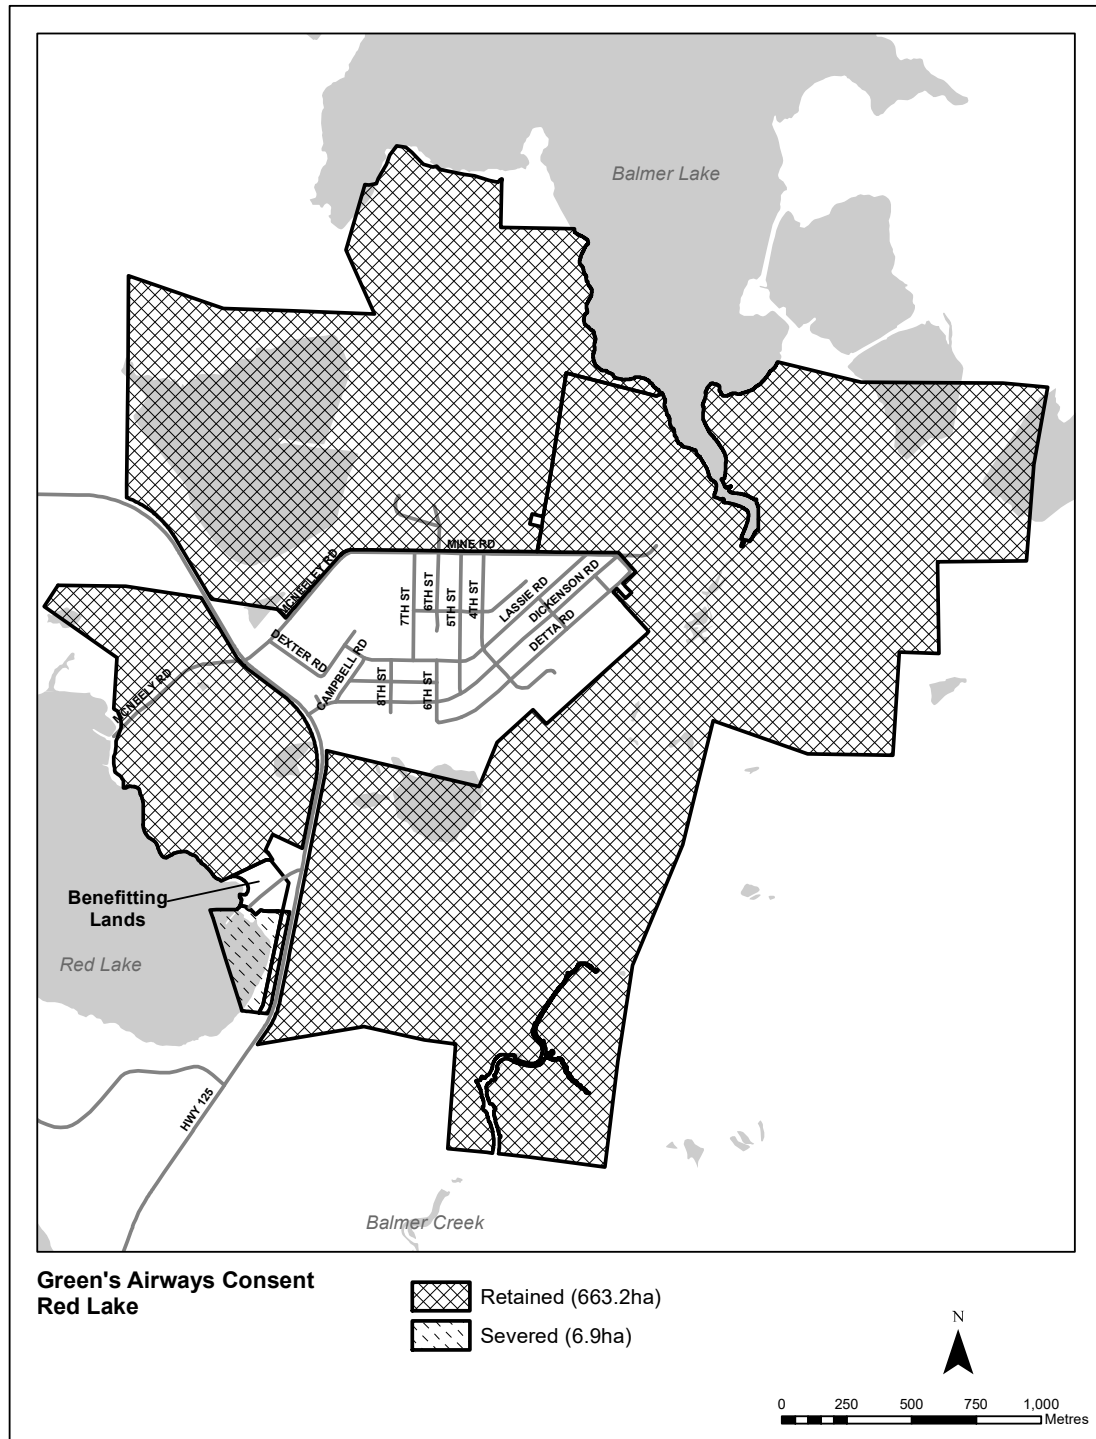 Balmer Lake
MINE RD
MCNEELEY RD
7TH ST
6TH ST
5TH ST
4TH ST
LASSIE RD
DICKENSON RD
DETTA RD
DEXTER RD
CAMPBELL RD
8TH ST
6TH ST
MCNEELY RD
Benefitting
Lands
Red Lake
HWY 125
Balmer Creek
Green's Airways Consent
Red Lake
Retained (663.2ha)
Severed (6.9ha)
N
0 250 500 750 1,000
Metres